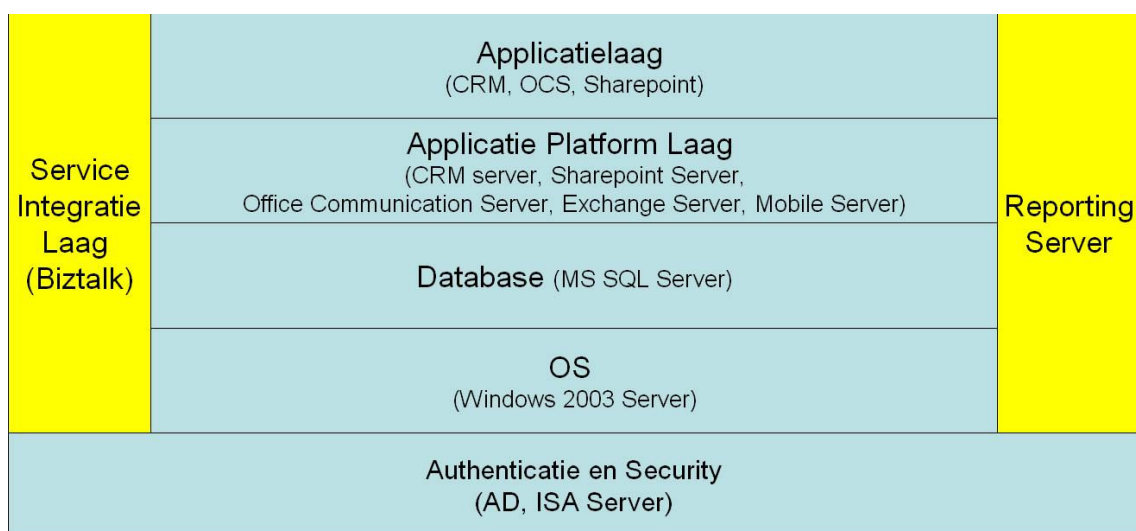 Service
Integratie
Laag
(Biztalk)
Applicatielaag
(CRM, OCS, Sharepoint)
Applicatie Platform Laag
(CRM server, Sharepoint Server,
Office Communication Server, Exchange Server, Mobile Server)
Database (MS SQL Server)
OS
(Windows 2003 Server)
Reporting
Server
Authenticatie en Security
(AD, ISA Server)